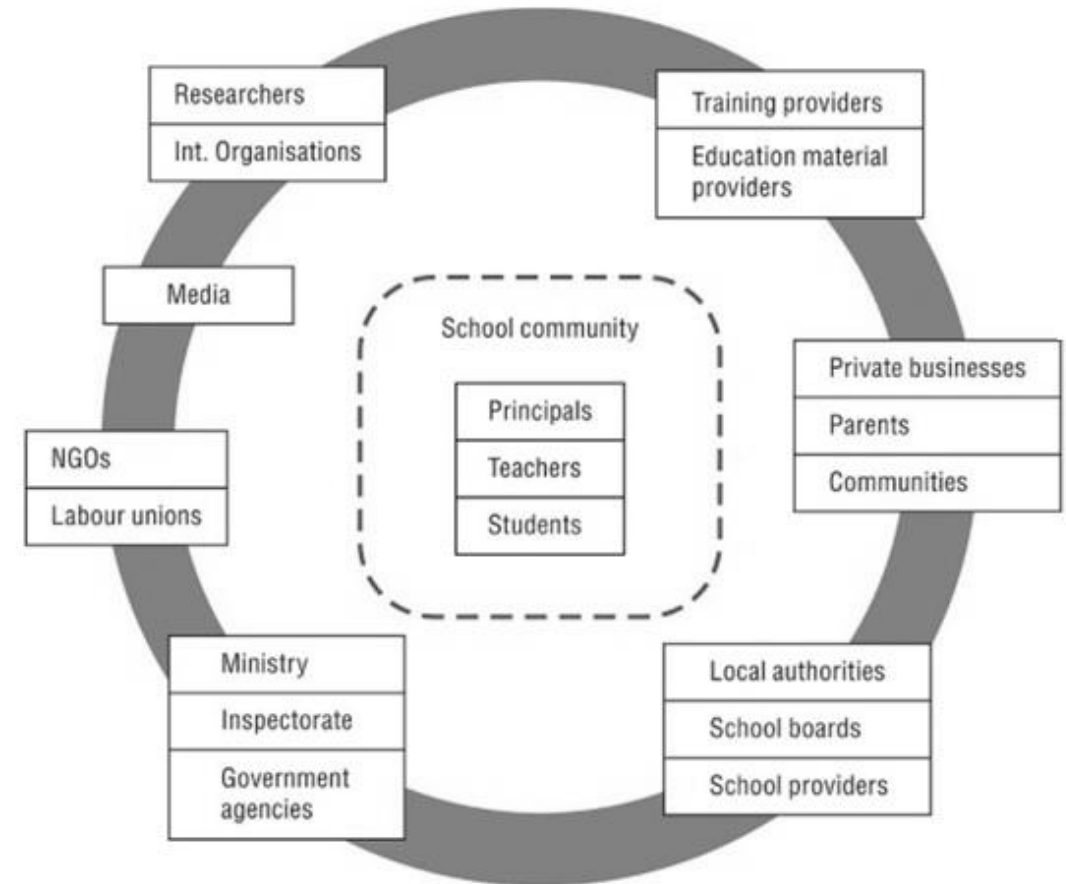 Researchers
Int. Organisations
Training providers
Education material
providers
Media
School community
Principals
Teachers
Students
Private businesses
Parents
Communities
NGOs
Labour unions
Ministry
Inspectorate
Government
agencies
Local authorities
School boards
School providers